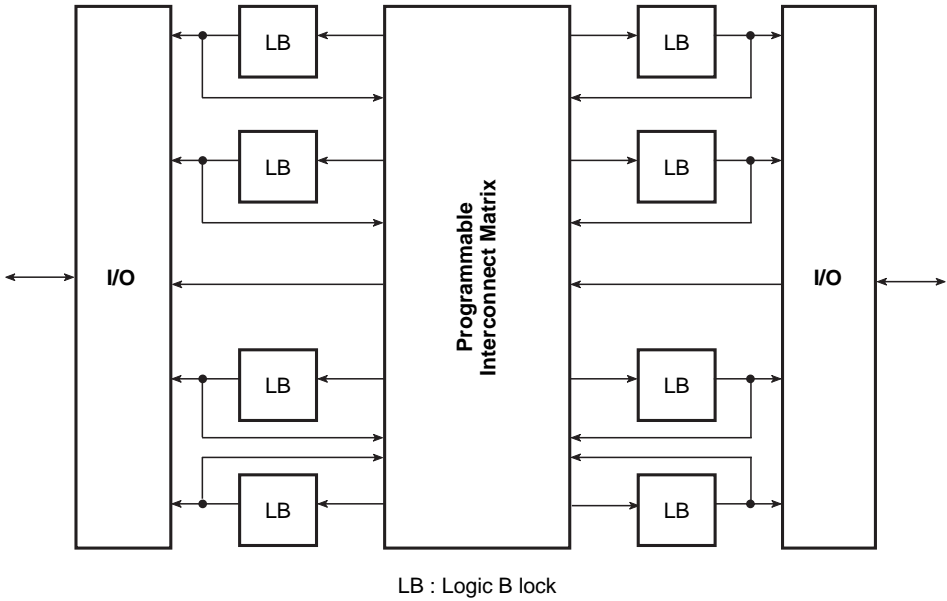 LB
LB
LB
LB
I/O
Programmable
Interconnect Matrix
I/O
LB
LB
LB
LB
LB : Logic B lock